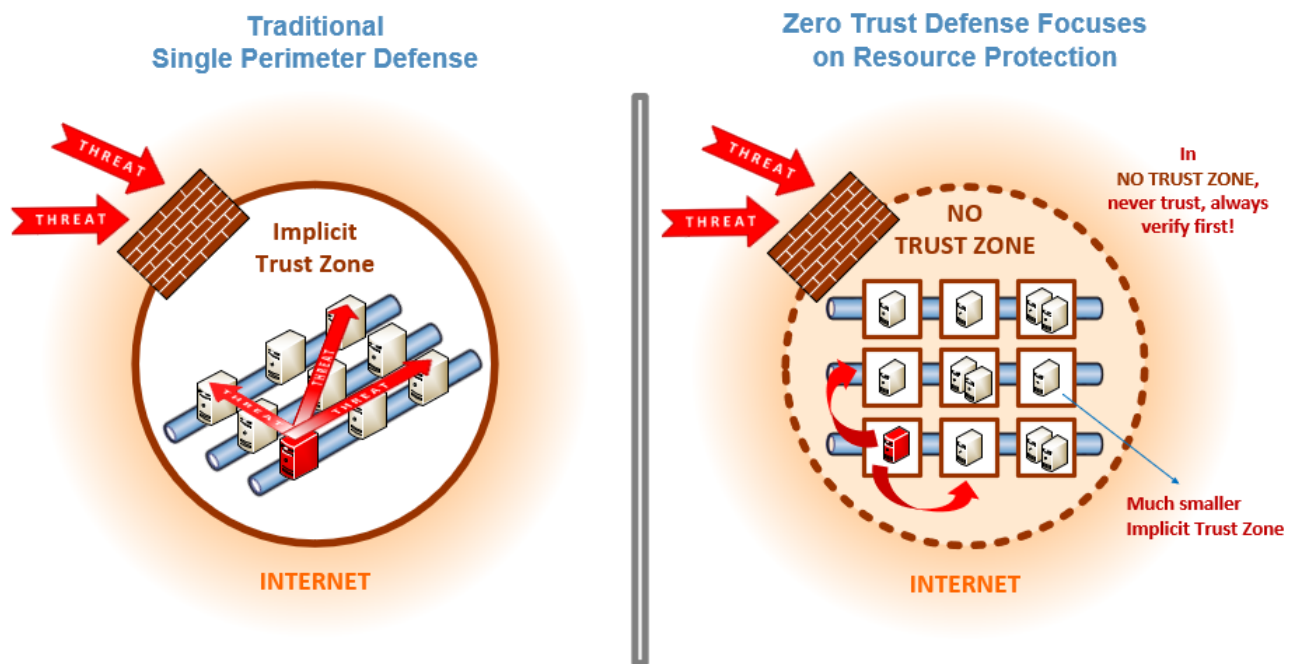 Traditional
Single Perimeter Defense
THREAT
THREAT
Implicit
Trust Zone
THREAT
THREAT
THREAT
INTERNET
Zero Trust Defense Focuses
on Resource Protection
THREAT
THREAT
NO
TRUST ZONE
In
NO TRUST ZONE,
never trust, always
verify first!
Much smaller
Implicit Trust Zone
INTERNET